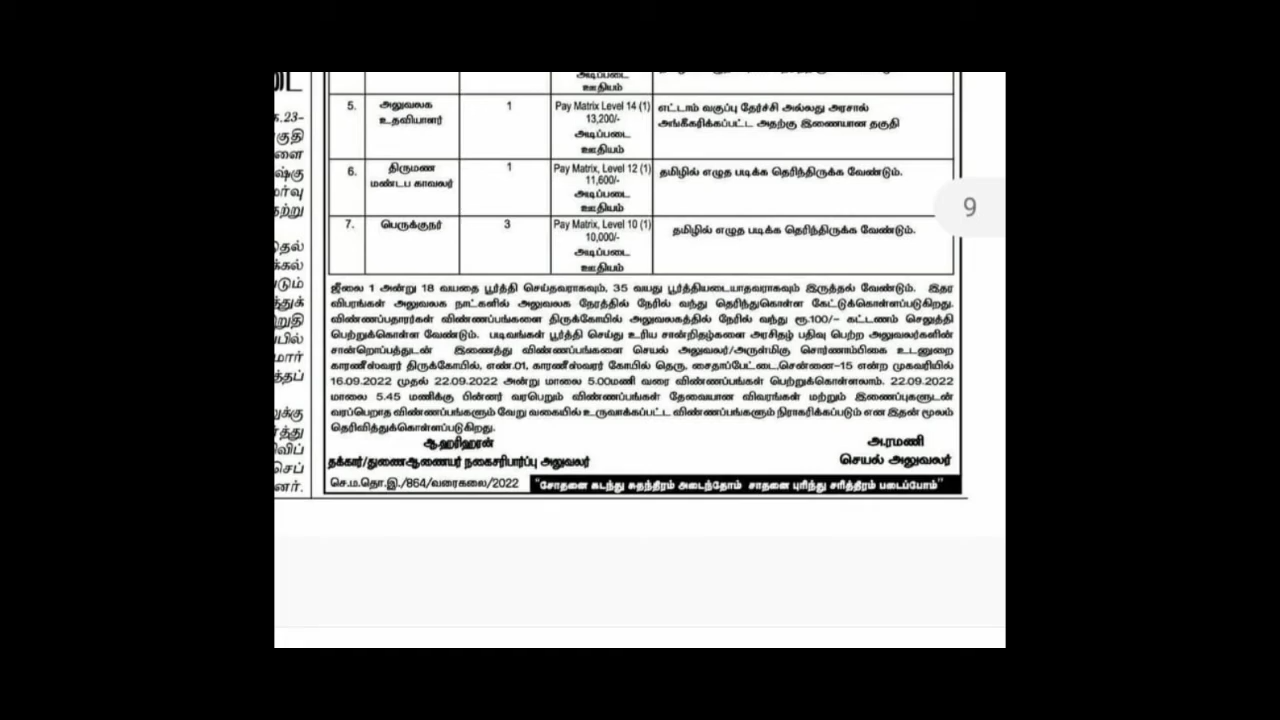 அடிப்படை
ஊதியம்
5. அலுவலக உதவியாளர் 1 Pay Matrix Level 14 (1) 13,200/- அடிப்படை ஊதியம் எட்டாம் வகுப்பு தேர்ச்சி அல்லது அரசால் அங்கீகரிக்கப்பட்ட அதற்கு இணையான தகுதி
6. திருமண மண்டப காவலர் 1 Pay Matrix, Level 12 (1) 11,600/- அடிப்படை ஊதியம் தமிழில் எழுத படிக்க தெரிந்திருக்க வேண்டும்.
7. பெருக்குநர் 3 Pay Matrix, Level 10 (1) 10,000/- அடிப்படை ஊதியம் தமிழில் எழுத படிக்க தெரிந்திருக்க வேண்டும்.
9
ஜீலை 1 அன்று 18 வயதை பூர்த்தி செய்தவராகவும், 35 வயது பூர்த்தியடையாதவராகவும் இருத்தல் வேண்டும். இதர
விபரங்கள் அலுவலக நாட்களில் அலுவலக நேரத்தில் நேரில் வந்து தெரிந்துகொள்ள கேட்டுக்கொள்ளப்படுகிறது.
விண்ணப்பதாரர்கள் விண்ணப்பங்களை திருக்கோயில் அலுவலகத்தில் நேரில் வந்து ரூ.100/- கட்டணம் செலுத்தி
பெற்றுக்கொள்ள வேண்டும். படிவங்கள் பூர்த்தி செய்து உரிய சான்றிதழ்களை அரசிதழ் பதிவு பெற்ற அலுவலர்களின்
சான்றொப்பத்துடன் இணைத்து விண்ணப்பங்களை செயல் அலுவலர்/அருள்மிகு சொர்ணாம்பிகை உடனுறை
காரணீஸ்வரர் திருக்கோயில், எண்.01, காரணீஸ்வரர் கோயில் தெரு, சைதாப்பேட்டை,சென்னை-15 என்ற முகவரியில்
16.09.2022 முதல் 22.09.2022 அன்று மாலை 5.00மணி வரை விண்ணப்பங்கள் பெற்றுக்கொள்ளலாம். 22.09.2022
மாலை 5.45 மணிக்கு பின்னர் வரபெறும் விண்ணப்பங்கள் தேவையான விவரங்கள் மற்றும் இணைப்புகளுடன்
வரப்பெறாத விண்ணப்பங்களும் வேறு வகையில் உருவாக்கப்பட்ட விண்ணப்பங்களும் நிராகரிக்கப்படும் என இதன் மூலம்
தெரிவித்துக்கொள்ளப்படுகிறது.
ஆ.ஹரிஹரன் அ.ரமணி
தக்கார்/துணைஆணையர் நகைசரிபார்ப்பு அலுவலர் செயல் அலுவலர்
செ.ம.தொ.இ./864/வரைகலை/2022 "சோதனை கடந்து சுதந்திரம் அடைந்தோம் சாதனை புரிந்து சரித்திரம் படைப்போம்"